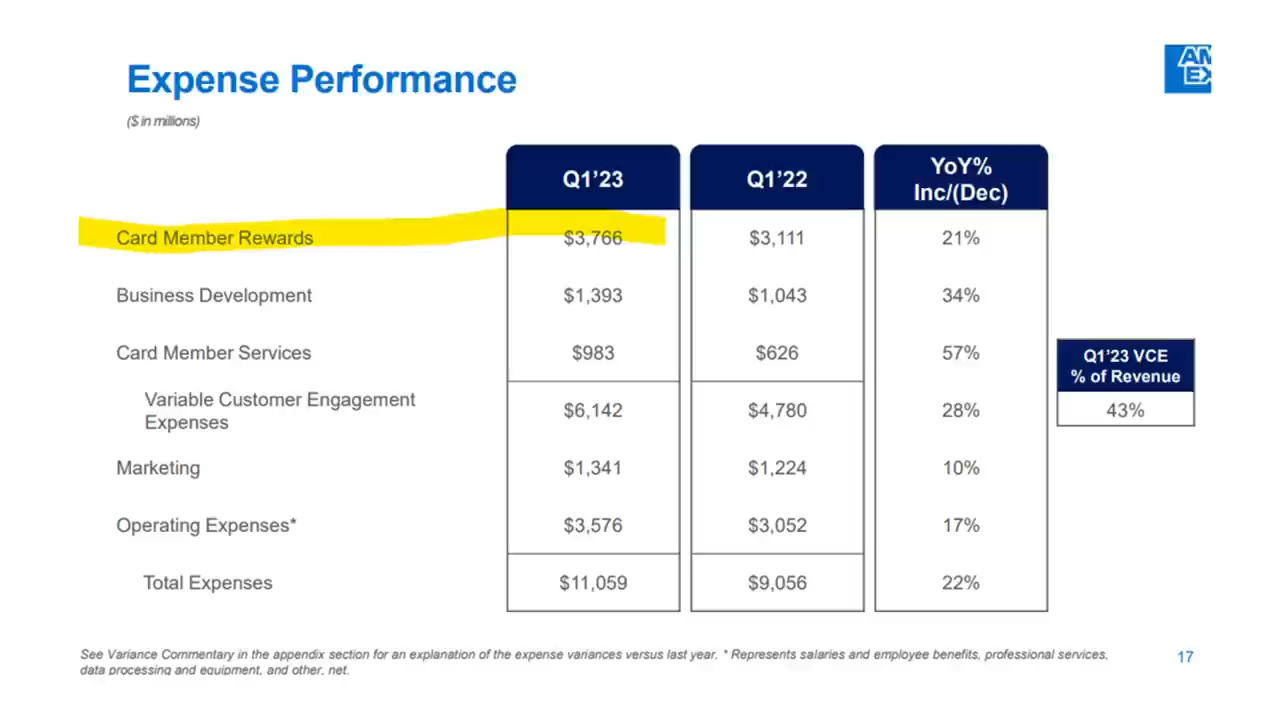 Expense Performance
($ in millions)
AM
EX
Q1’23 Q1’22 YoY%
Inc/(Dec)
Card Member Rewards $3,766 $3,111 21%
Business Development $1,393 $1,043 34%
Card Member Services $983 $626 57%
Q1’23 VCE
% of Revenue
43%
Variable Customer Engagement
Expenses $6,142 $4,780 28%
Marketing $1,341 $1,224 10%
Operating Expenses* $3,576 $3,052 17%
Total Expenses $11,059 $9,056 22%
See Variance Commentary in the appendix section for an explanation of the expense variances versus last year. * Represents salaries and employee benefits, professional services,
data processing and equipment, and other, net.
17